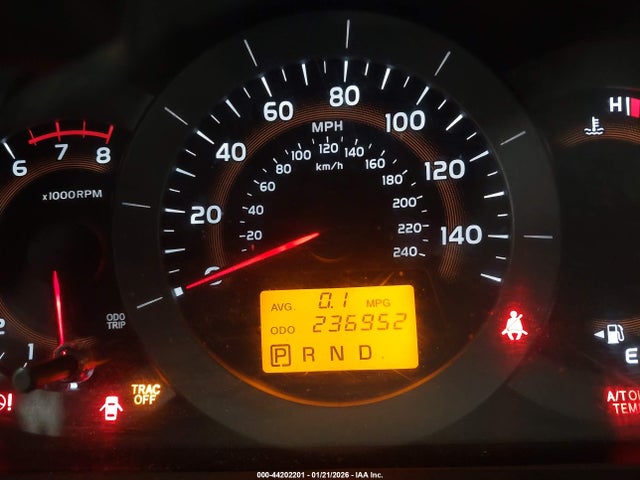 80
60
100
40
120
20
140
0
MPH
100 120 140
80
160
60
km/h
180
40
200
20
220
240
6
7
8
x1000RPM
ODO
TRIP
2
1
AVG. 0.1 MPG
ODO 236952
P R N D
TRAC
OFF
H
E
A/T
TEM
000-44202201 - 01/21/2026 - IAA Inc.